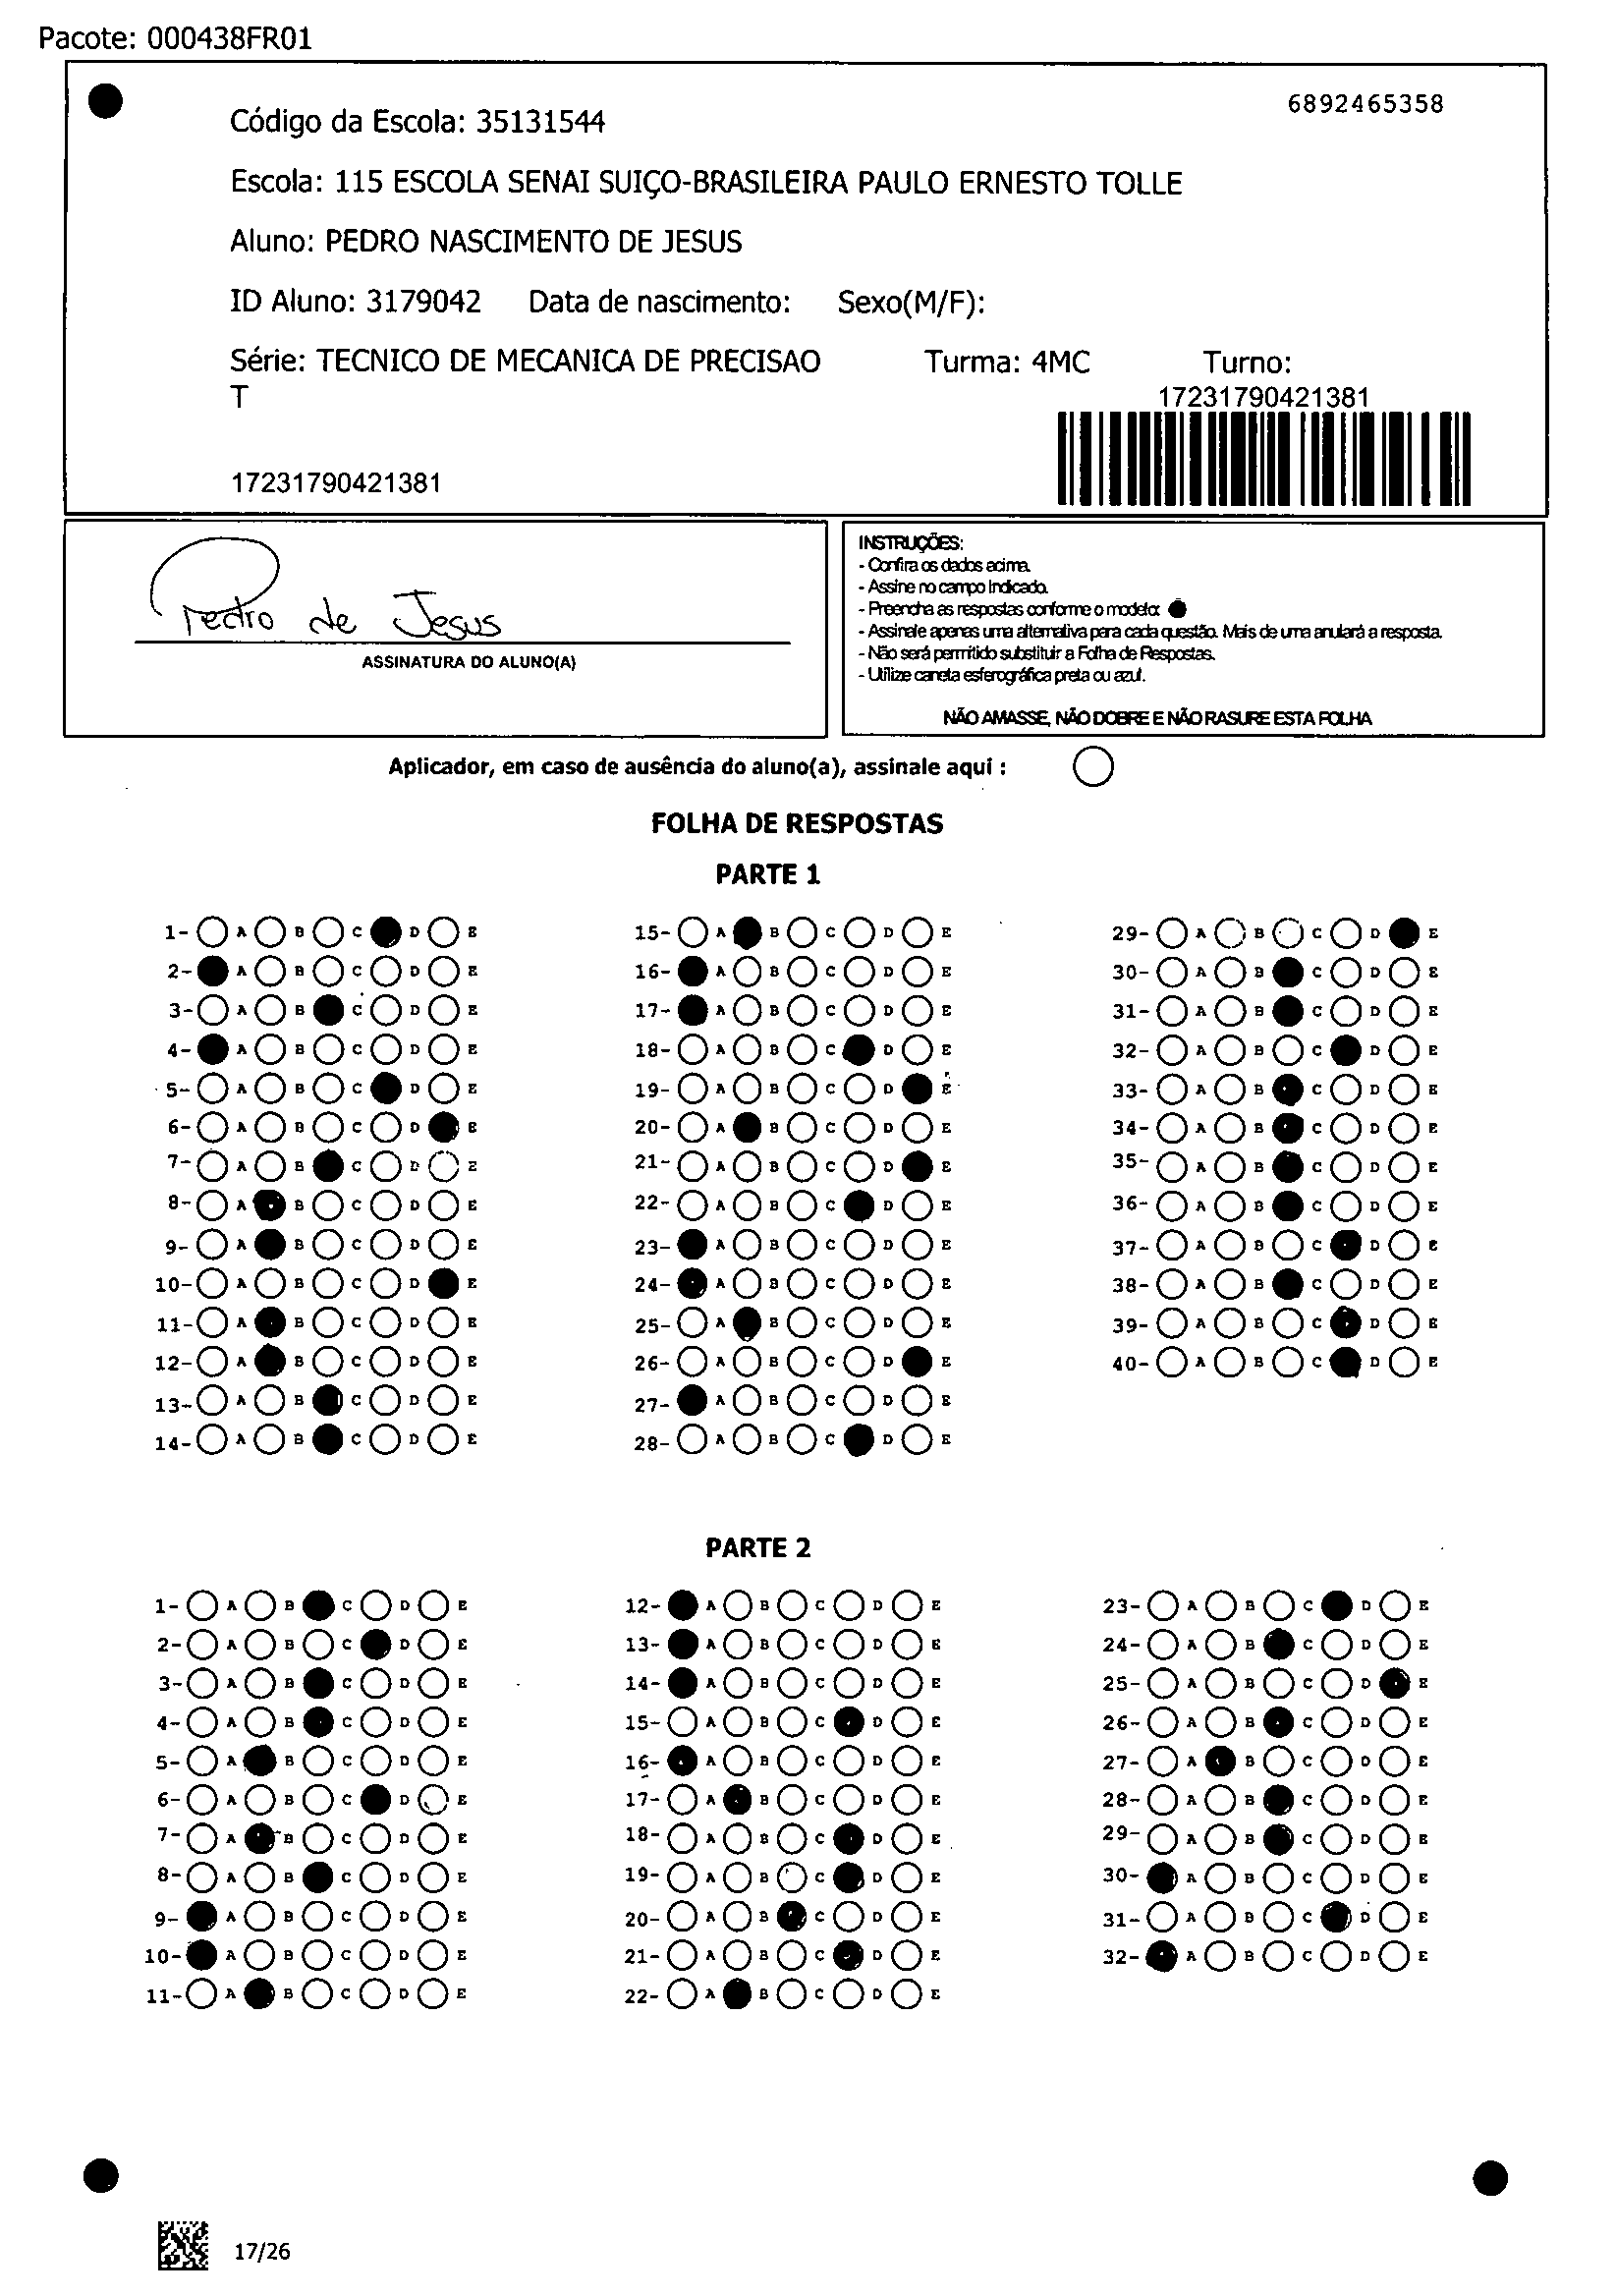 Pacote: 000438FR01
6892465358
Código da Escola: 35131544
Escola: 115 ESCOLA SENAI SUIÇO-BRASILEIRA PAULO ERNESTO TOLLE
Aluno: PEDRO NASCIMENTO DE JESUS
ID Aluno: 3179042 Data de nascimento: Sexo(M/F):
Série: TECNICO DE MECANICA DE PRECISAO Turma: 4MC Turno:
T
17231790421381
17231790421381
Pedro de Jesus
ASSINATURA DO ALUNO(A)
INSTRUÇÕES:
- Confira os dados acima.
- Assine no campo indicado.
- Preencha as respostas conforme o modelo:
- Assinale apenas uma alternativa para cada questão. Mais de uma anulará a resposta.
- Não será permitido substituir a Folha de Respostas.
- Utilize caneta esferográfica preta ou azul.
NÃO AMASSE, NÃO DOBRE E NÃO RASURE ESTA FOLHA
Aplicador, em caso de ausência do aluno(a), assinale aqui :
FOLHA DE RESPOSTAS
PARTE 1
1- A B C D E 15- A B C D E 29- A B C D E
2- A B C D E 16- A B C D E 30- A B C D E
3- A B C D E 17- A B C D E 31- A B C D E
4- A B C D E 18- A B C D E 32- A B C D E
5- A B C D E 19- A B C D E 33- A B C D E
6- A B C D E 20- A B C D E 34- A B C D E
7- A B C D E 21- A B C D E 35- A B C D E
8- A B C D E 22- A B C D E 36- A B C D E
9- A B C D E 23- A B C D E 37- A B C D E
10- A B C D E 24- A B C D E 38- A B C D E
11- A B C D E 25- A B C D E 39- A B C D E
12- A B C D E 26- A B C D E 40- A B C D E
13- A B C D E 27- A B C D E
14- A B C D E 28- A B C D E
PARTE 2
1- A B C D E 12- A B C D E 23- A B C D E
2- A B C D E 13- A B C D E 24- A B C D E
3- A B C D E 14- A B C D E 25- A B C D E
4- A B C D E 15- A B C D E 26- A B C D E
5- A B C D E 16- A B C D E 27- A B C D E
6- A B C D E 17- A B C D E 28- A B C D E
7- A B C D E 18- A B C D E 29- A B C D E
8- A B C D E 19- A B C D E 30- A B C D E
9- A B C D E 20- A B C D E 31- A B C D E
10- A B C D E 21- A B C D E 32- A B C D E
11- A B C D E 22- A B C D E
17/26